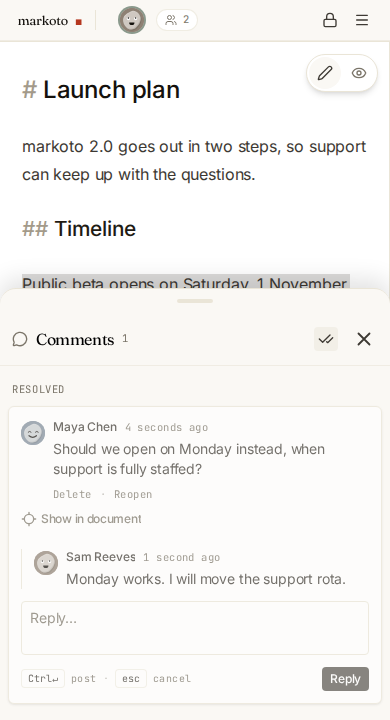 markoto
2
# Launch plan
markoto 2.0 goes out in two steps, so support
can keep up with the questions.
## Timeline
Public beta opens on Saturday, 1 November
Comments 1
RESOLVED
Maya Chen 4 seconds ago
Should we open on Monday instead, when
support is fully staffed?
Delete · Reopen
Show in document
Sam Reeves 1 second ago
Monday works. I will move the support rota.
Reply…
Ctrl↵ post · esc cancel
Reply